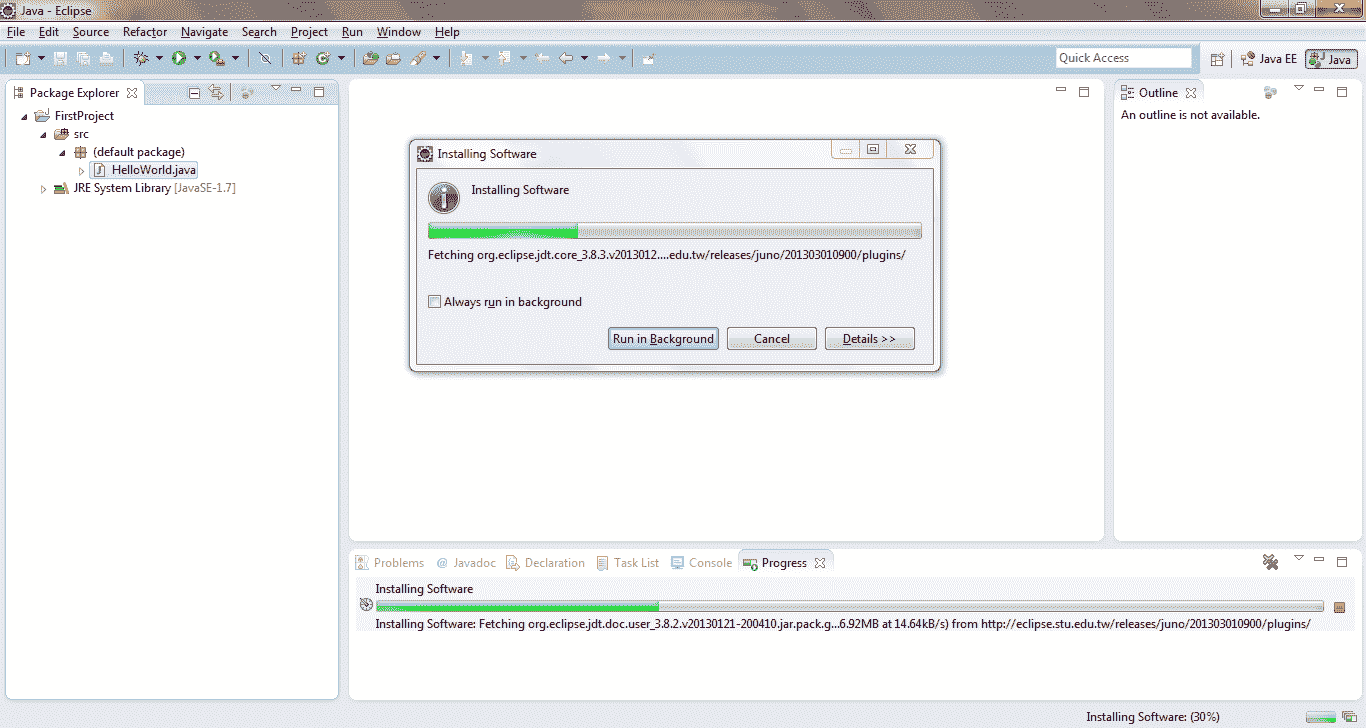 Java - Eclipse
File Edit Source Refactor Navigate Search Project Run Window Help
Quick Access
Java EE
Java
Package Explorer
FirstProject
src
(default package)
HelloWorld.java
JRE System Library [JavaSE-1.7]
Outline
An outline is not available.
Installing Software
Installing Software
Fetching org.eclipse.jdt.core_3.8.3.v2013012....edu.tw/releases/juno/201303010900/plugins/
Always run in background
Run in Background Cancel Details >>
Problems @ Javadoc Declaration Task List Console Progress
Installing Software
Installing Software: Fetching org.eclipse.jdt.doc.user_3.8.2.v20130121-200410.jar.pack.g...6.92MB at 14.64kB/s) from http://eclipse.stu.edu.tw/releases/juno/201303010900/plugins/
Installing Software: (30%)